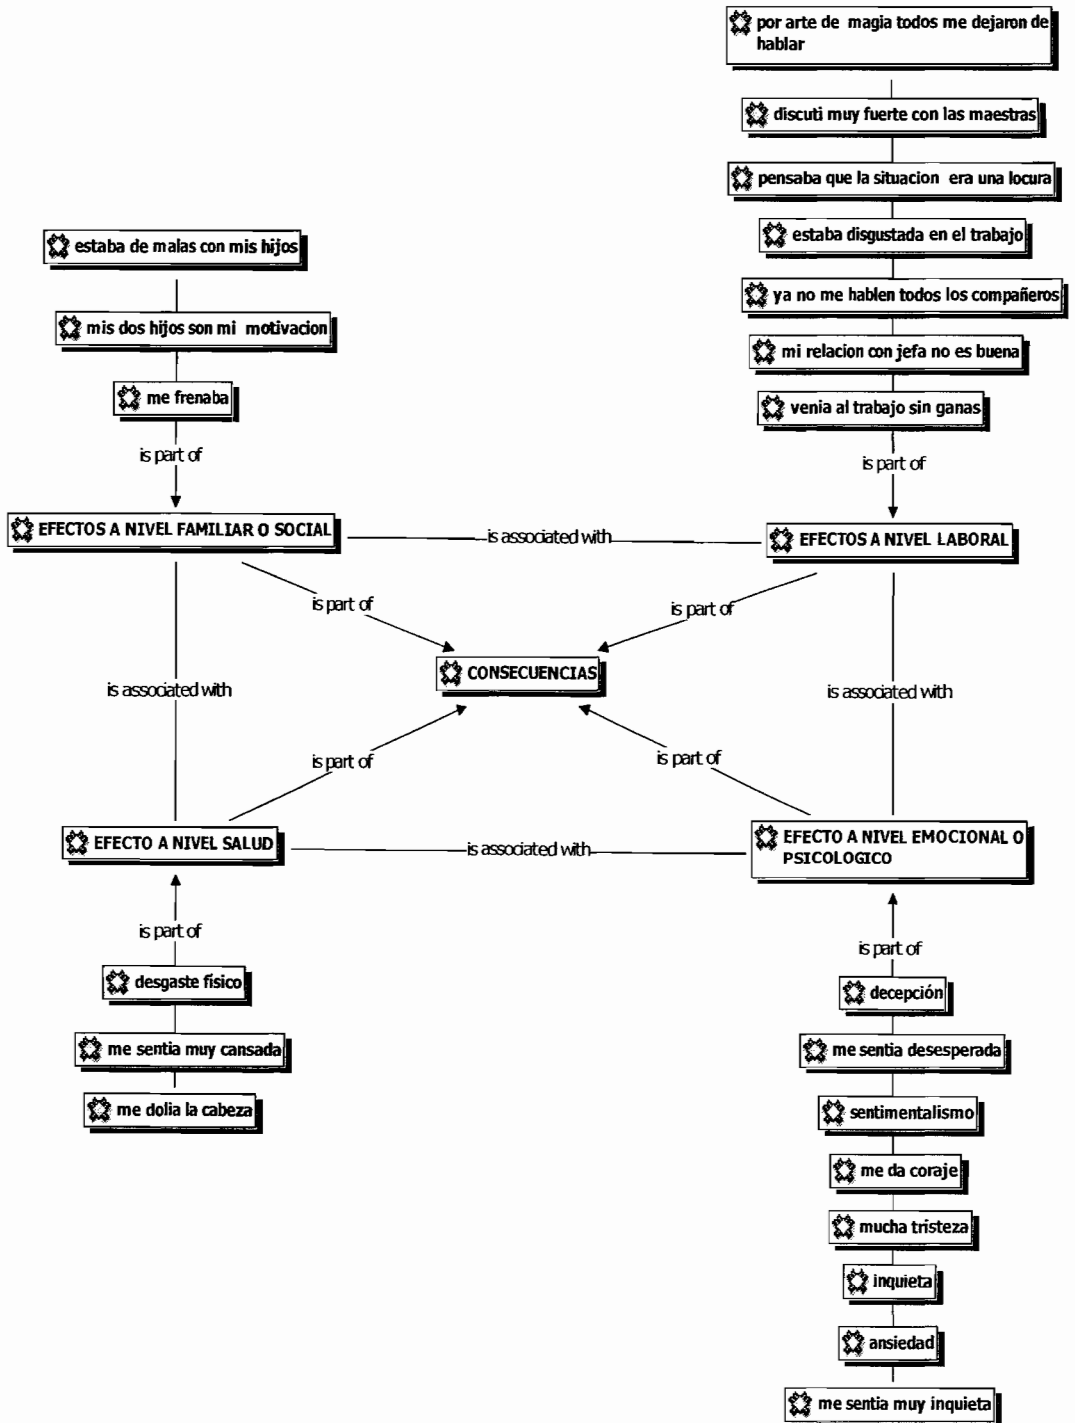 por arte de magia todos me dejaron de
hablar
discuti muy fuerte con las maestras
pensaba que la situacion era una locura
estaba disgustada en el trabajo
ya no me hablen todos los compañeros
mi relacion con jefa no es buena
venia al trabajo sin ganas
is part of
estaba de malas con mis hijos
mis dos hijos son mi motivacion
me frenaba
is part of
EFECTOS A NIVEL FAMILIAR O SOCIAL
is associated with
EFECTOS A NIVEL LABORAL
is part of
is part of
CONSECUENCIAS
is associated with
is associated with
is part of
is part of
EFECTO A NIVEL SALUD
is associated with
EFECTO A NIVEL EMOCIONAL O
PSICOLOGICO
is part of
desgaste físico
me sentia muy cansada
me dolia la cabeza
is part of
decepción
me sentia desesperada
sentimentalismo
me da coraje
mucha tristeza
inquieta
ansiedad
me sentia muy inquieta